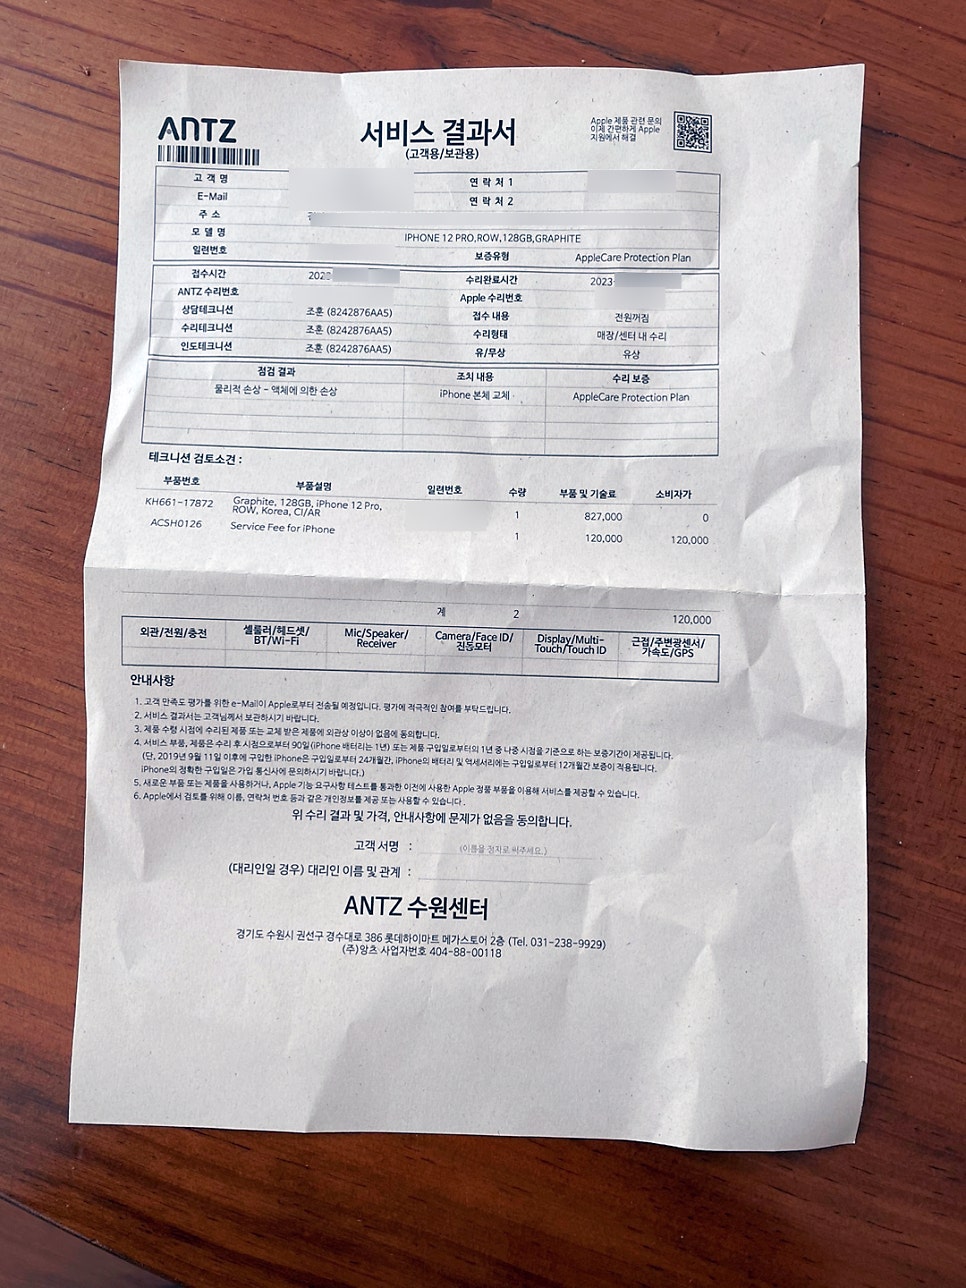 ANTZ
서비스 결과서
(고객용/보관용)
Apple 제품 관련 문의
이제 간편하게 Apple
지원에서 해결
고 객 명 연 락 처 1
E-Mail 연 락 처 2
주 소
모 델 명 IPHONE 12 PRO,ROW,128GB,GRAPHITE
일련번호 보증유형 AppleCare Protection Plan
접수시간 202 수리완료시간 2023
ANTZ 수리번호 Apple 수리번호
상담테크니션 조훈 (8242876AA5) 접수 내용 전원꺼짐
수리테크니션 조훈 (8242876AA5) 수리형태 매장/센터 내 수리
인도테크니션 조훈 (8242876AA5) 유/무상 유상
점검 결과 조치 내용 수리 보증
물리적 손상 - 액체에 의한 손상 iPhone 본체 교체 AppleCare Protection Plan
테크니션 검토소견 :
부품번호 부품설명 일련번호 수량 부품 및 기술료 소비자가
KH661-17872 Graphite, 128GB, iPhone 12 Pro,
ROW, Korea, CI/AR 1 827,000 0
ACSH0126 Service Fee for iPhone 1 120,000 120,000
계 2 120,000
외관/전원/충전 셀룰러/헤드셋/
BT/Wi-Fi Mic/Speaker/
Receiver Camera/Face ID/
진동모터 Display/Multi-
Touch/Touch ID 근접/주변광센서/
가속도/GPS
안내사항
1. 고객 만족도 평가를 위한 e-Mail이 Apple로부터 전송될 예정입니다. 평가에 적극적인 참여를 부탁드립니다.
2. 서비스 결과서는 고객님께서 보관하시기 바랍니다.
3. 제품 수령 시점에 수리된 제품 또는 교체 받은 제품에 외관상 이상이 없음에 동의합니다.
4. 서비스 부품, 제품은 수리 후 시점으로부터 90일(iPhone 배터리는 1년) 또는 제품 구입일로부터의 1년 중 나중 시점을 기준으로 하는 보증기간이 제공됩니다.
(단, 2019년 9월 11일 이후에 구입한 iPhone은 구입일로부터 24개월간, iPhone의 배터리 및 액세서리에는 구입일로부터 12개월간 보증이 적용됩니다.
iPhone의 정확한 구입일은 가입 통신사에 문의하시기 바랍니다.)
5. 새로운 부품 또는 제품을 사용하거나, Apple 기능 요구사항 테스트를 통과한 이전에 사용한 Apple 정품 부품을 이용해 서비스를 제공할 수 있습니다.
6. Apple에서 검토를 위해 이름, 연락처 번호 등과 같은 개인정보를 제공 또는 사용할 수 있습니다.
위 수리 결과 및 가격, 안내사항에 문제가 없음을 동의합니다.
고객 서명 : (이름을 정자로 써주세요.)
(대리인일 경우) 대리인 이름 및 관계 :
ANTZ 수원센터
경기도 수원시 권선구 경수대로 386 롯데하이마트 메가스토어 2층 (Tel. 031-238-9929)
(주)앙츠 사업자번호 404-88-00118